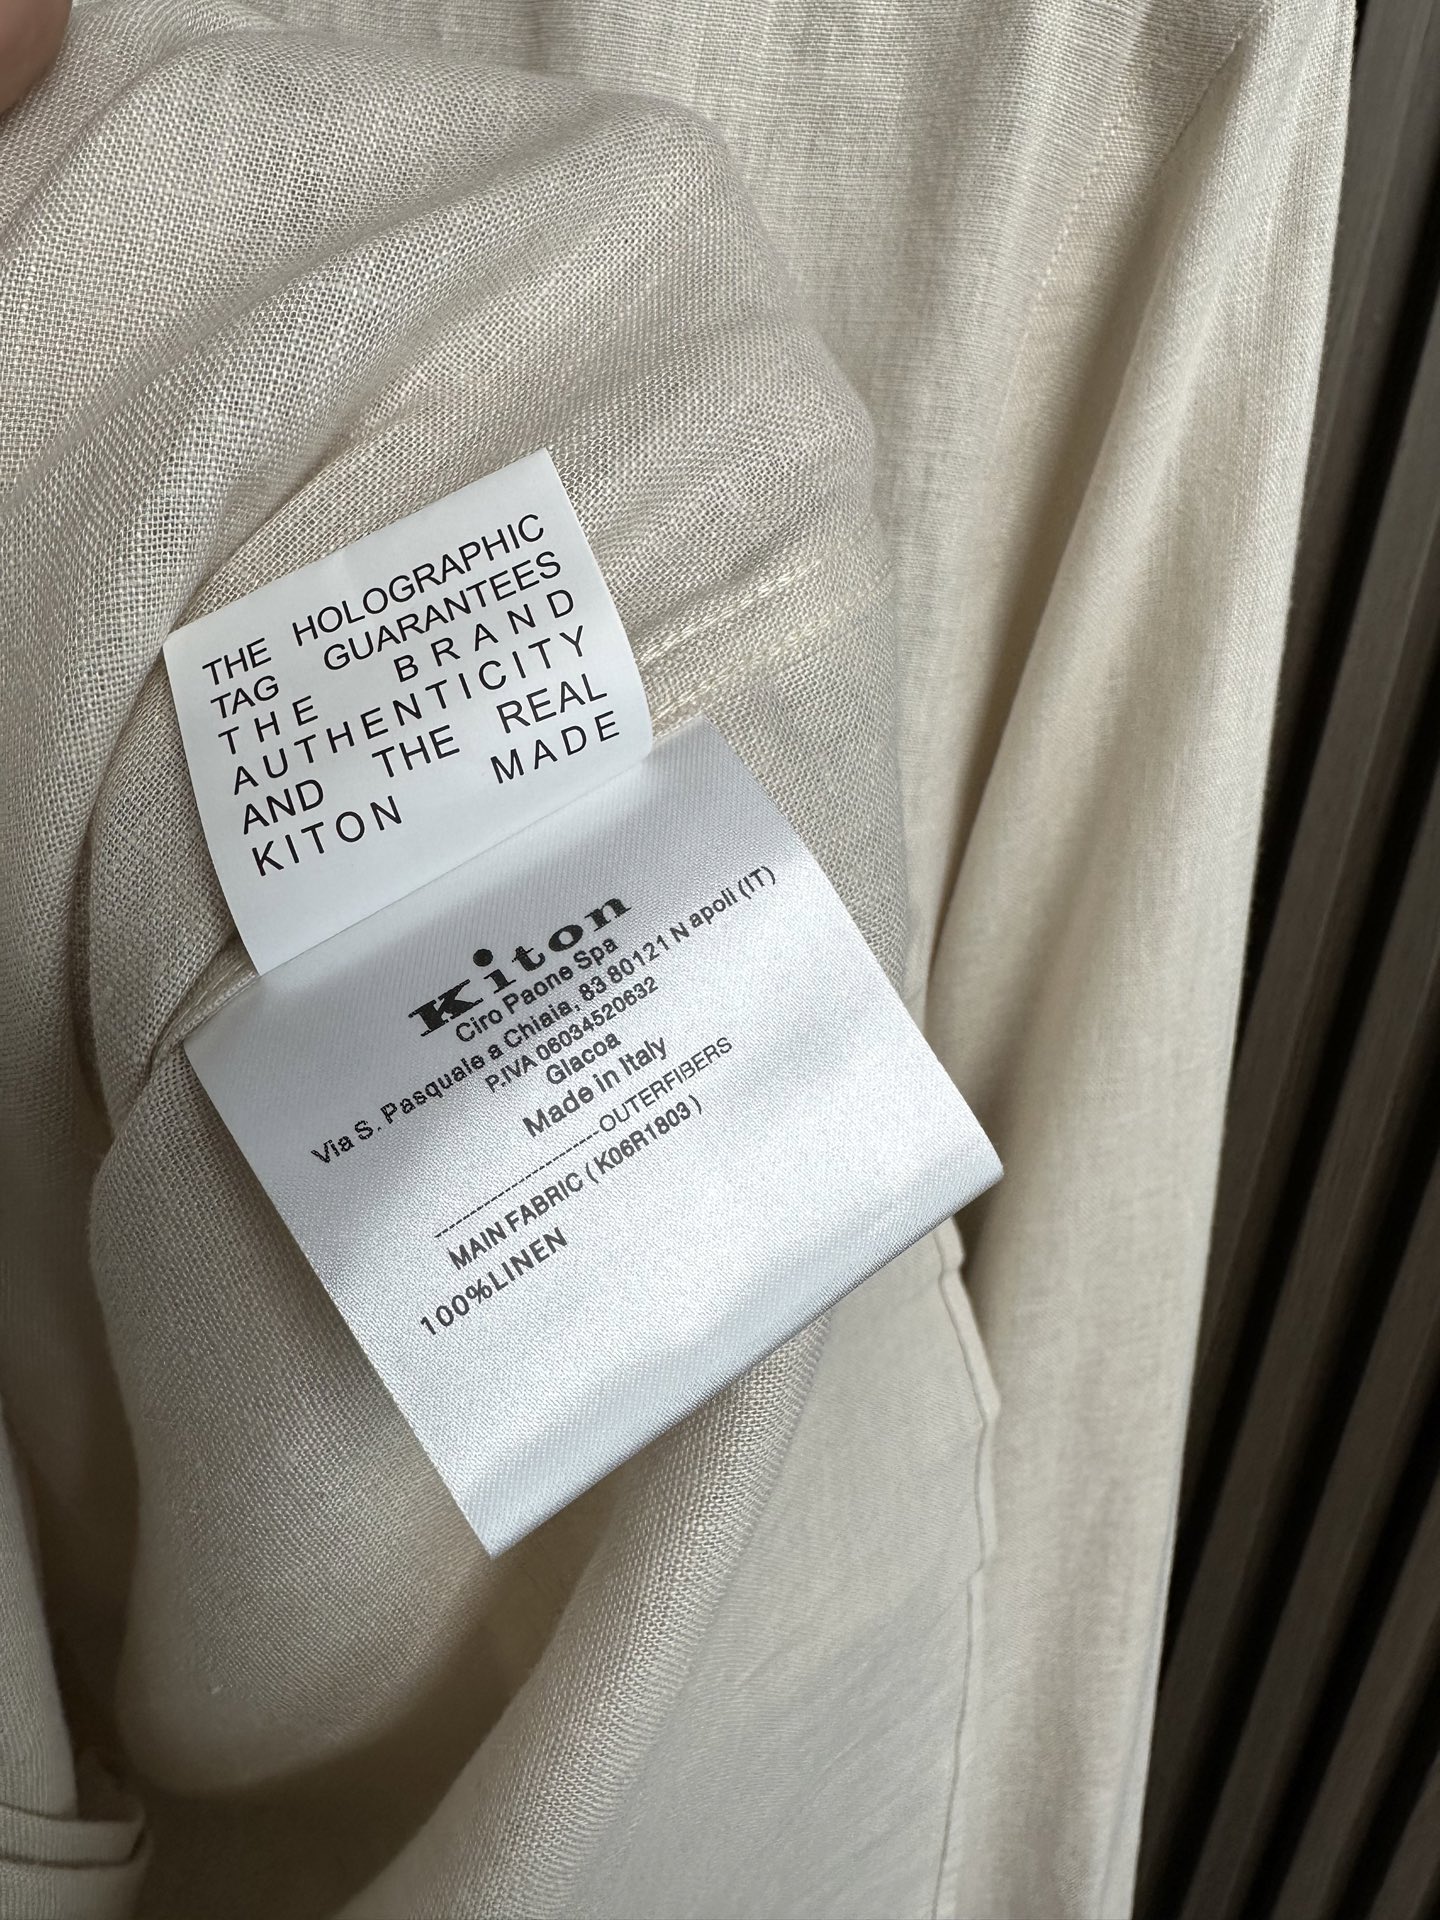 THE HOLOGRAPHIC
TAG GUARANTEES
THE BRAND
AUTHENTICITY
AND THE REAL
KITON MADE
Kiton
Ciro Paone Spa
Via S. Pasquale a Chiaia, 83 80121 N apoli (IT)
P.IVA 06034520632
Glacoa
Made in Italy
--------------------OUTERFIBERS
MAIN FABRIC ( K06R1803 )
100%LINEN